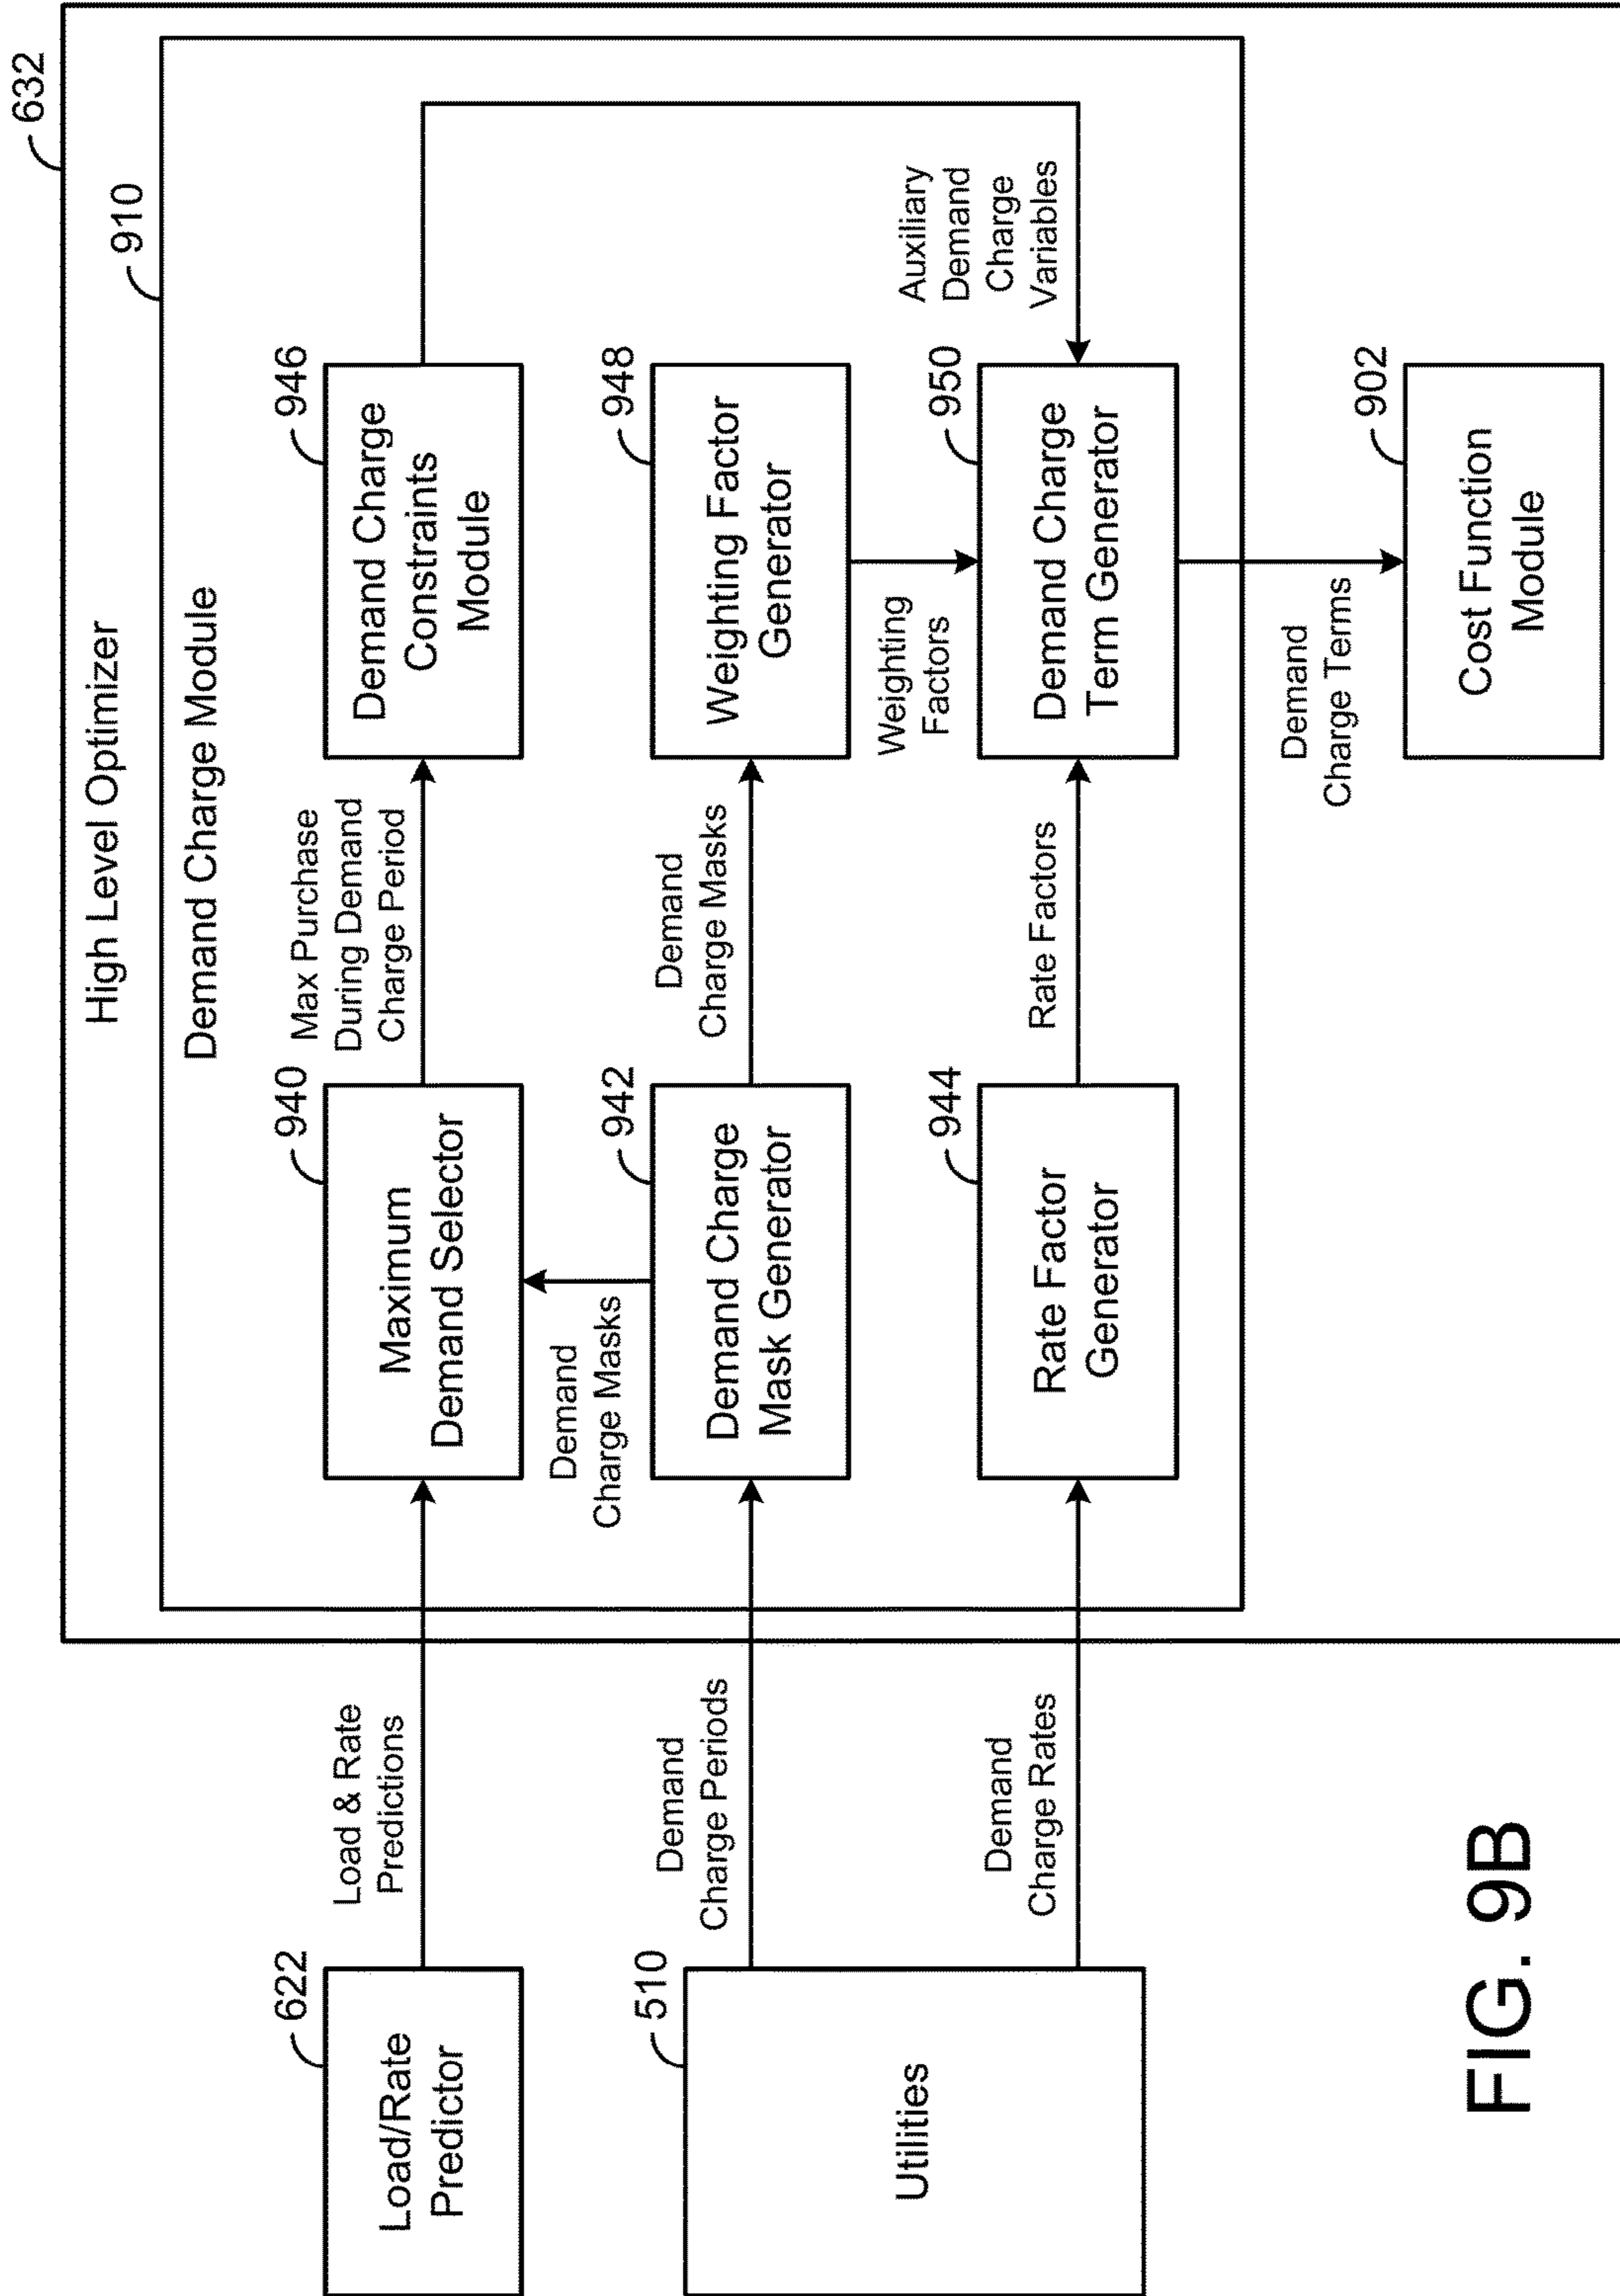 632
High Level Optimizer
910
Demand Charge Module
622
Load/Rate
Predictor
Load & Rate
Predictions
940
Maximum
Demand Selector
Max Purchase
During Demand
Charge Period
946
Demand Charge
Constraints
Module
Demand
Charge Masks
510
Utilities
Demand
Charge Periods
942
Demand Charge
Mask Generator
Demand
Charge Masks
948
Weighting Factor
Generator
Weighting
Factors
Auxiliary
Demand
Charge
Variables
Demand
Charge Rates
944
Rate Factor
Generator
Rate Factors
950
Demand Charge
Term Generator
Demand
Charge Terms
902
Cost Function
Module
FIG. 9B